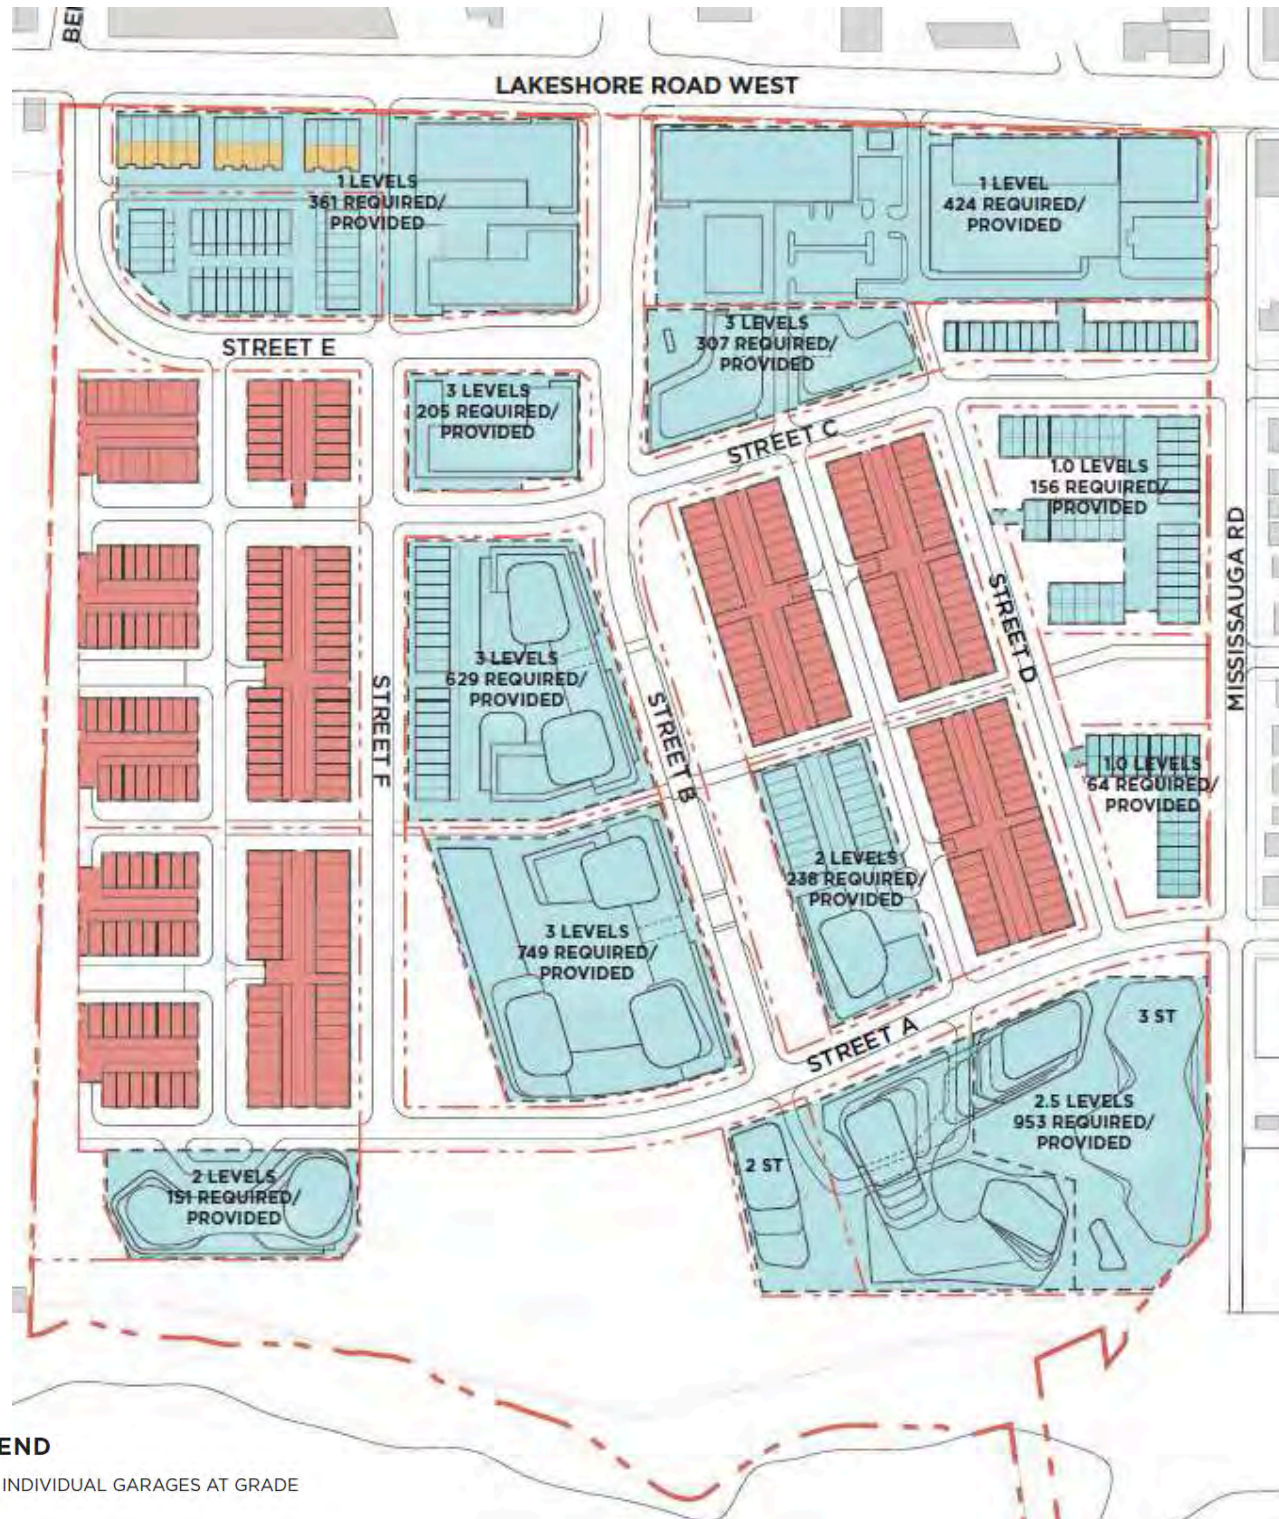 BE
LAKESHORE ROAD WEST
1 LEVELS
361 REQUIRED/
PROVIDED
1 LEVEL
424 REQUIRED/
PROVIDED
3 LEVELS
307 REQUIRED/
PROVIDED
STREET E
3 LEVELS
205 REQUIRED/
PROVIDED
STREET C
1.0 LEVELS
156 REQUIRED/
PROVIDED
MISSISSAUGA RD
STREET D
3 LEVELS
629 REQUIRED/
PROVIDED
STREET F
STREET B
1.0 LEVELS
64 REQUIRED/
PROVIDED
2 LEVELS
238 REQUIRED/
PROVIDED
3 LEVELS
749 REQUIRED/
PROVIDED
STREET A
3 ST
2.5 LEVELS
953 REQUIRED/
PROVIDED
2 ST
2 LEVELS
151 REQUIRED/
PROVIDED
END
INDIVIDUAL GARAGES AT GRADE